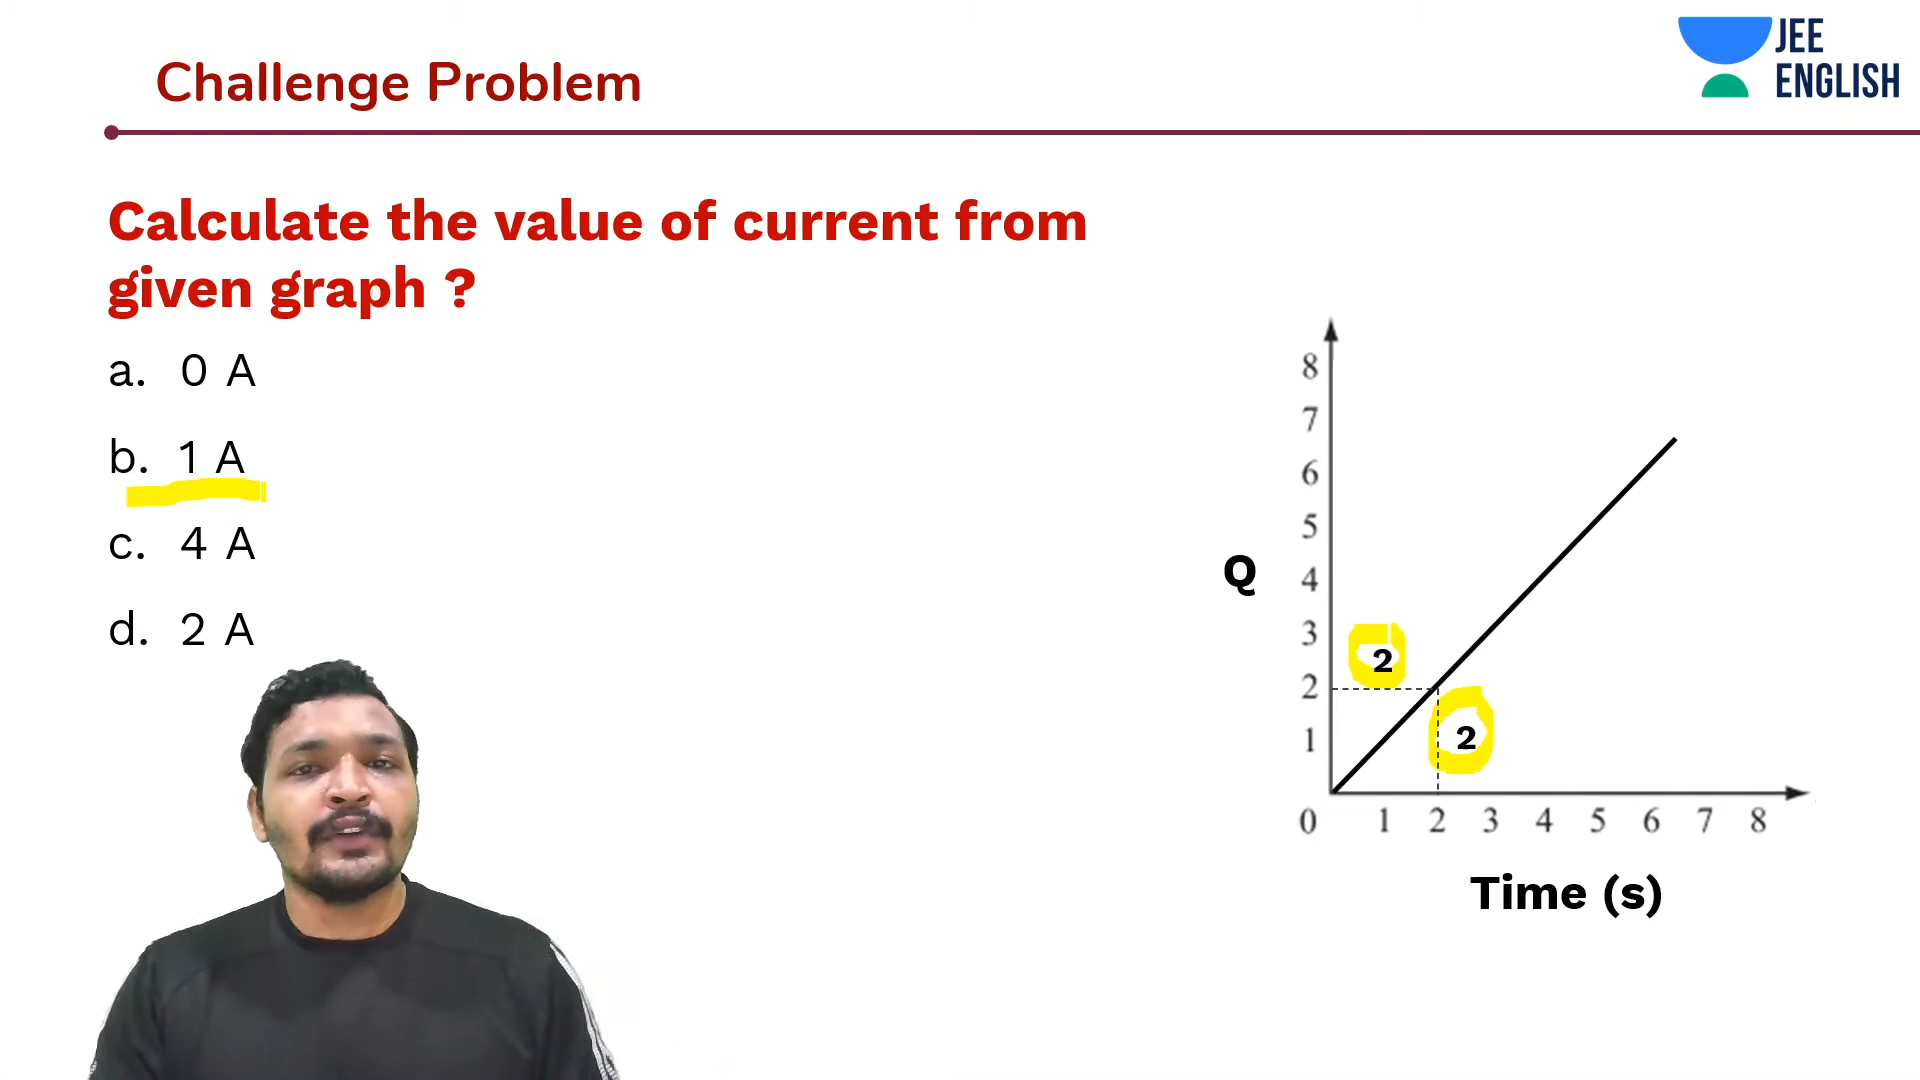 Challenge Problem
JEE
ENGLISH
Calculate the value of current from
given graph ?
a. 0 A
b. 1 A
c. 4 A
d. 2 A
8
7
6
5
Q
4
3
2
2
2
1
0 1 2 3 4 5 6 7 8
Time (s)